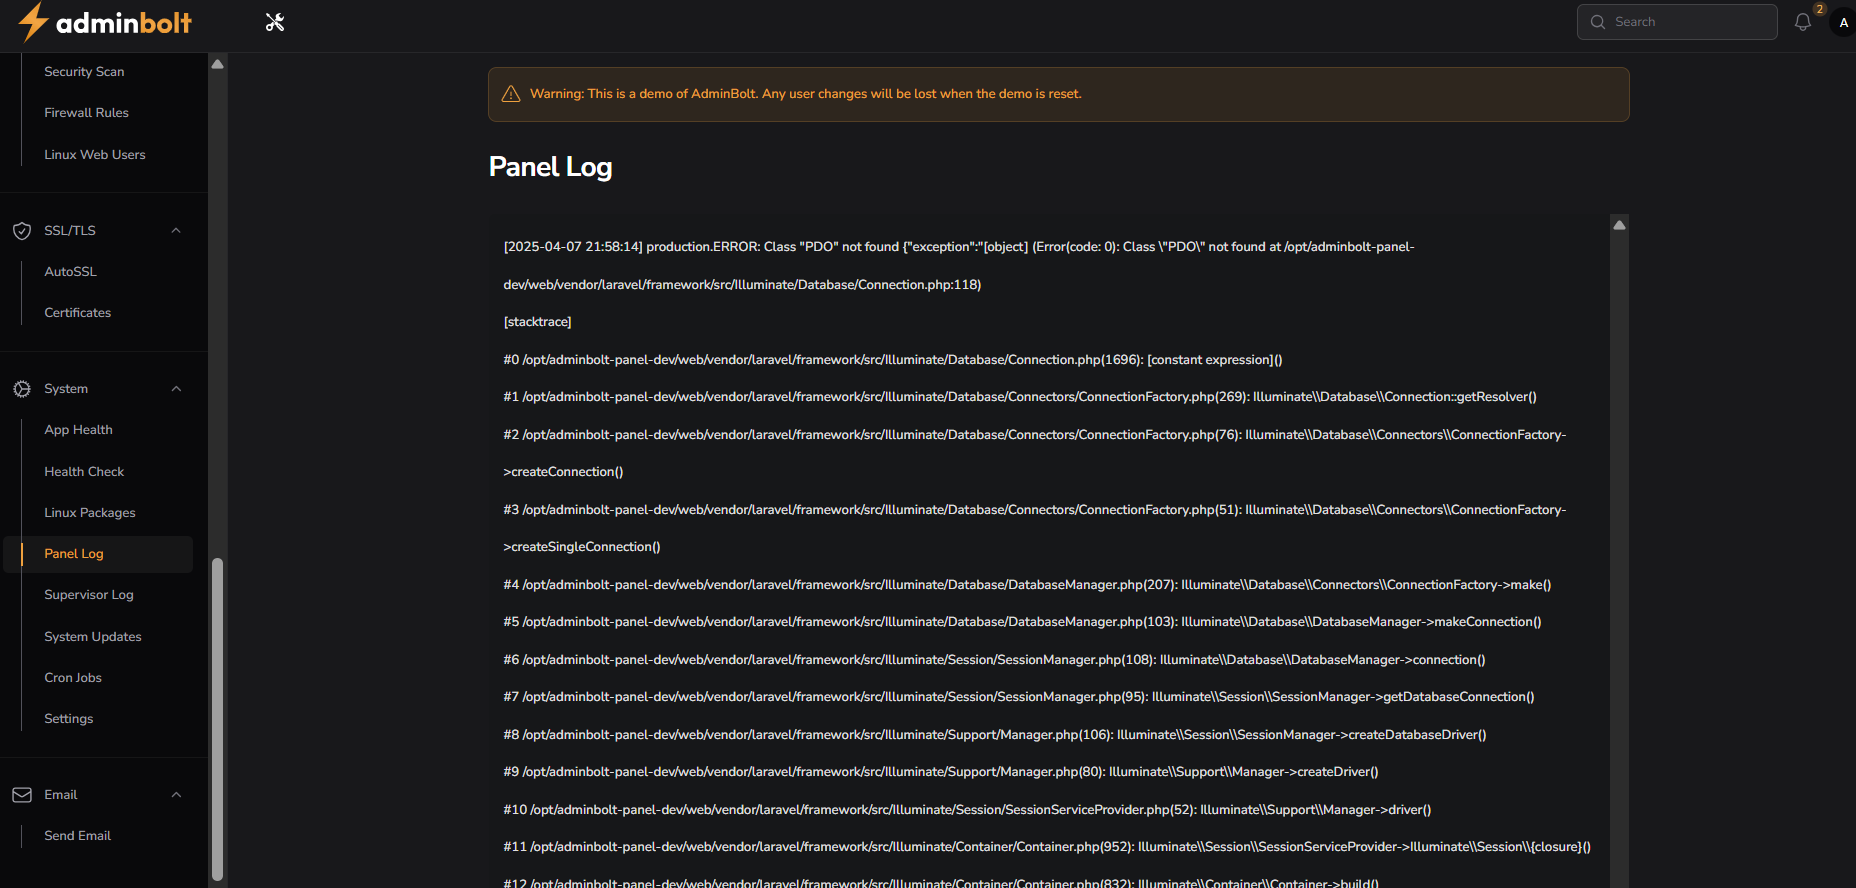 adminbolt
Search
2
A
Security Scan
Firewall Rules
Linux Web Users
SSL/TLS
AutoSSL
Certificates
System
App Health
Health Check
Linux Packages
Panel Log
Supervisor Log
System Updates
Cron Jobs
Settings
Email
Send Email
Warning: This is a demo of AdminBolt. Any user changes will be lost when the demo is reset.
Panel Log
[2025-04-07 21:58:14] production.ERROR: Class "PDO" not found {"exception":"[object] (Error(code: 0): Class \"PDO\" not found at /opt/adminbolt-panel-
dev/web/vendor/laravel/framework/src/Illuminate/Database/Connection.php:118)
[stacktrace]
#0 /opt/adminbolt-panel-dev/web/vendor/laravel/framework/src/Illuminate/Database/Connection.php(1696): [constant expression]()
#1 /opt/adminbolt-panel-dev/web/vendor/laravel/framework/src/Illuminate/Database/Connectors/ConnectionFactory.php(269): Illuminate\\Database\\Connection::getResolver()
#2 /opt/adminbolt-panel-dev/web/vendor/laravel/framework/src/Illuminate/Database/Connectors/ConnectionFactory.php(76): Illuminate\\Database\\Connectors\\ConnectionFactory-
>createConnection()
#3 /opt/adminbolt-panel-dev/web/vendor/laravel/framework/src/Illuminate/Database/Connectors/ConnectionFactory.php(51): Illuminate\\Database\\Connectors\\ConnectionFactory-
>createSingleConnection()
#4 /opt/adminbolt-panel-dev/web/vendor/laravel/framework/src/Illuminate/Database/DatabaseManager.php(207): Illuminate\\Database\\Connectors\\ConnectionFactory->make()
#5 /opt/adminbolt-panel-dev/web/vendor/laravel/framework/src/Illuminate/Database/DatabaseManager.php(103): Illuminate\\Database\\DatabaseManager->makeConnection()
#6 /opt/adminbolt-panel-dev/web/vendor/laravel/framework/src/Illuminate/Session/SessionManager.php(108): Illuminate\\Database\\DatabaseManager->connection()
#7 /opt/adminbolt-panel-dev/web/vendor/laravel/framework/src/Illuminate/Session/SessionManager.php(95): Illuminate\\Session\\SessionManager->getDatabaseConnection()
#8 /opt/adminbolt-panel-dev/web/vendor/laravel/framework/src/Illuminate/Support/Manager.php(106): Illuminate\\Session\\SessionManager->createDatabaseDriver()
#9 /opt/adminbolt-panel-dev/web/vendor/laravel/framework/src/Illuminate/Support/Manager.php(80): Illuminate\\Support\\Manager->createDriver()
#10 /opt/adminbolt-panel-dev/web/vendor/laravel/framework/src/Illuminate/Session/SessionServiceProvider.php(52): Illuminate\\Support\\Manager->driver()
#11 /opt/adminbolt-panel-dev/web/vendor/laravel/framework/src/Illuminate/Container/Container.php(952): Illuminate\\Session\\SessionServiceProvider->Illuminate\\Session\\{closure}()
#12 /opt/adminbolt-panel-dev/web/vendor/laravel/framework/src/Illuminate/Container/Container.php(832): Illuminate\\Container\\Container->build()